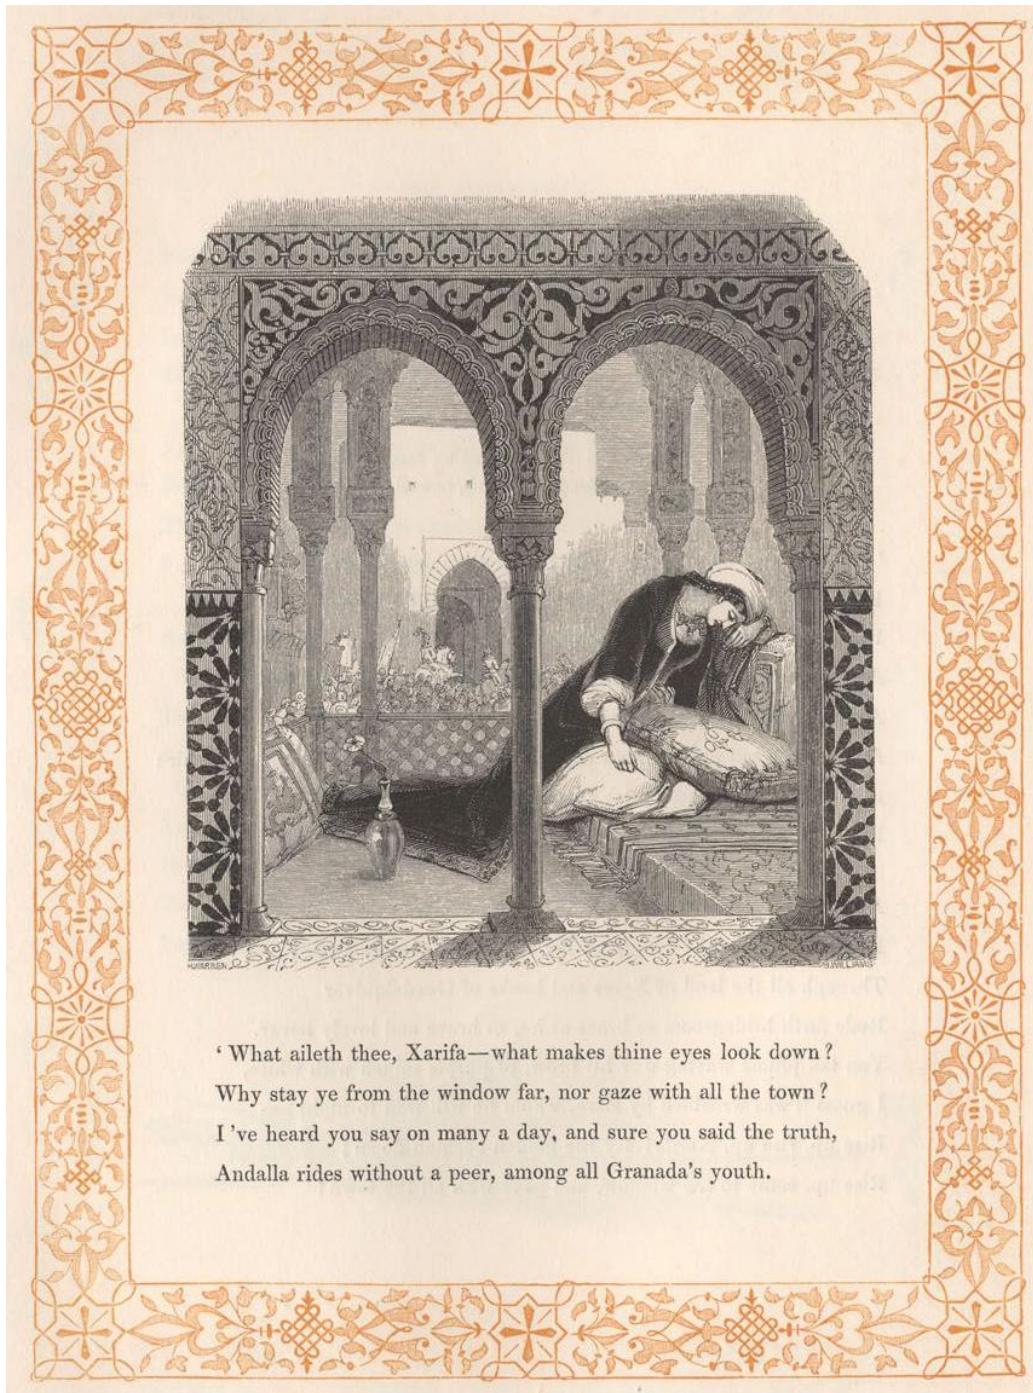 H.WARREN.
T.WILLIAMS
‘ What aileth thee, Xarifa—what makes thine eyes look down ?
Why stay ye from the window far, nor gaze with all the town ?
I ’ve heard you say on many a day, and sure you said the truth,
Andalla rides without a peer, among all Granada’s youth.